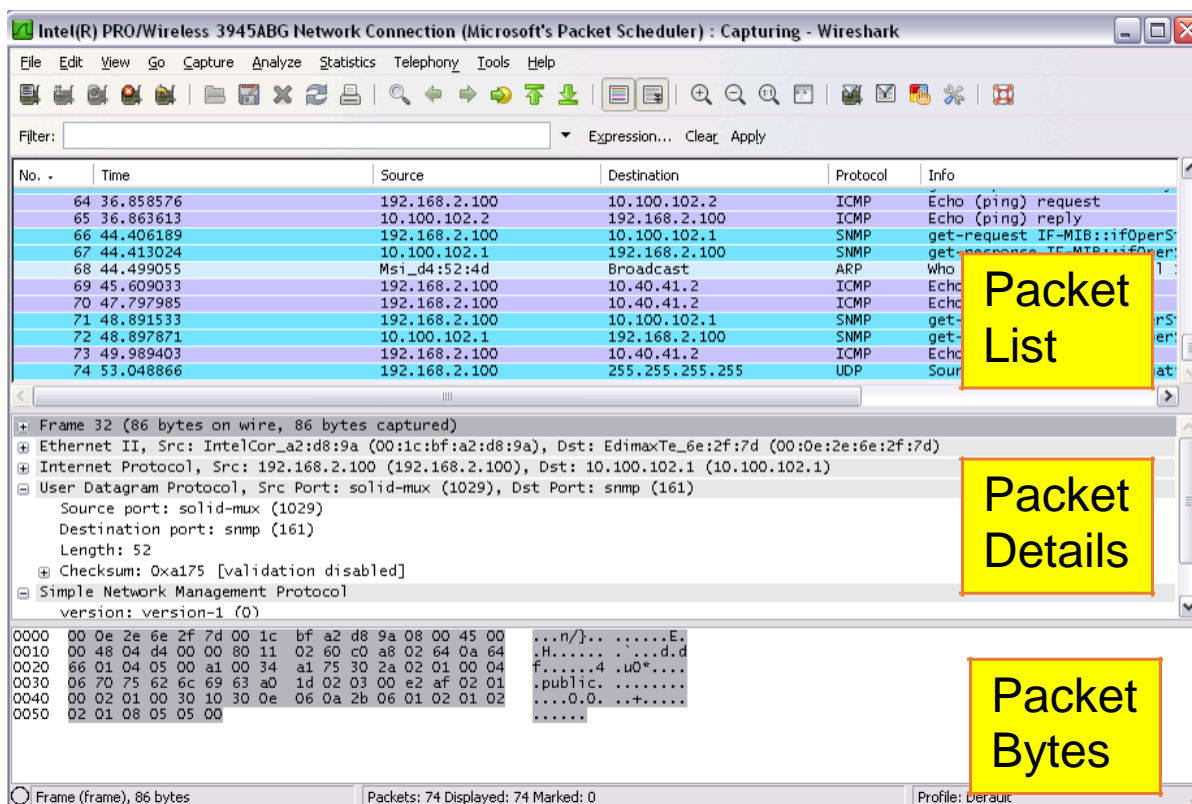 Intel(R) PRO/Wireless 3945ABG Network Connection (Microsoft's Packet Scheduler) : Capturing - Wireshark
File Edit View Go Capture Analyze Statistics Telephony Tools Help
Filter: Expression... Clear Apply
No. Time Source Destination Protocol Info
64 36.858576 192.168.2.100 10.100.102.2 ICMP Echo (ping) request
65 36.863613 10.100.102.2 192.168.2.100 ICMP Echo (ping) reply
66 44.406189 192.168.2.100 10.100.102.1 SNMP get-request IF-MIB::ifOperS
67 44.413024 10.100.102.1 192.168.2.100 SNMP get-response IF-MIB::ifOper
68 44.499055 Msi_d4:52:4d Broadcast ARP Who
69 45.609033 192.168.2.100 10.40.41.2 ICMP Echo
70 47.797985 192.168.2.100 10.40.41.2 ICMP Echo
71 48.891533 192.168.2.100 10.100.102.1 SNMP get-
72 48.897871 10.100.102.1 192.168.2.100 SNMP get-
73 49.989403 192.168.2.100 10.40.41.2 ICMP Echo
74 53.048866 192.168.2.100 255.255.255.255 UDP Sour
Packet
List
Frame 32 (86 bytes on wire, 86 bytes captured)
Ethernet II, Src: IntelCor_a2:d8:9a (00:1c:bf:a2:d8:9a), Dst: EdimaxTe_6e:2f:7d (00:0e:2e:6e:2f:7d)
Internet Protocol, Src: 192.168.2.100 (192.168.2.100), Dst: 10.100.102.1 (10.100.102.1)
User Datagram Protocol, Src Port: solid-mux (1029), Dst Port: snmp (161)
Source port: solid-mux (1029)
Destination port: snmp (161)
Length: 52
Checksum: 0xa175 [validation disabled]
Simple Network Management Protocol
version: version-1 (0)
Packet
Details
0000 00 0e 2e 6e 2f 7d 00 1c bf a2 d8 9a 08 00 45 00 ...n/}.. ......E.
0010 00 48 04 d4 00 00 80 11 02 60 c0 a8 02 64 0a 64 .H...... .`...d.d
0020 66 01 04 05 00 a1 00 34 a1 75 30 2a 02 01 00 04 f......4 .u0*....
0030 06 70 75 62 6c 69 63 a0 1d 02 03 00 e2 af 02 01 .public. ........
0040 00 02 01 00 30 10 30 0e 06 0a 2b 06 01 02 01 02 ....0.0. ..+.....
0050 02 01 08 05 05 00 ......
Packet
Bytes
Frame (frame), 86 bytes Packets: 74 Displayed: 74 Marked: 0 Profile: Default